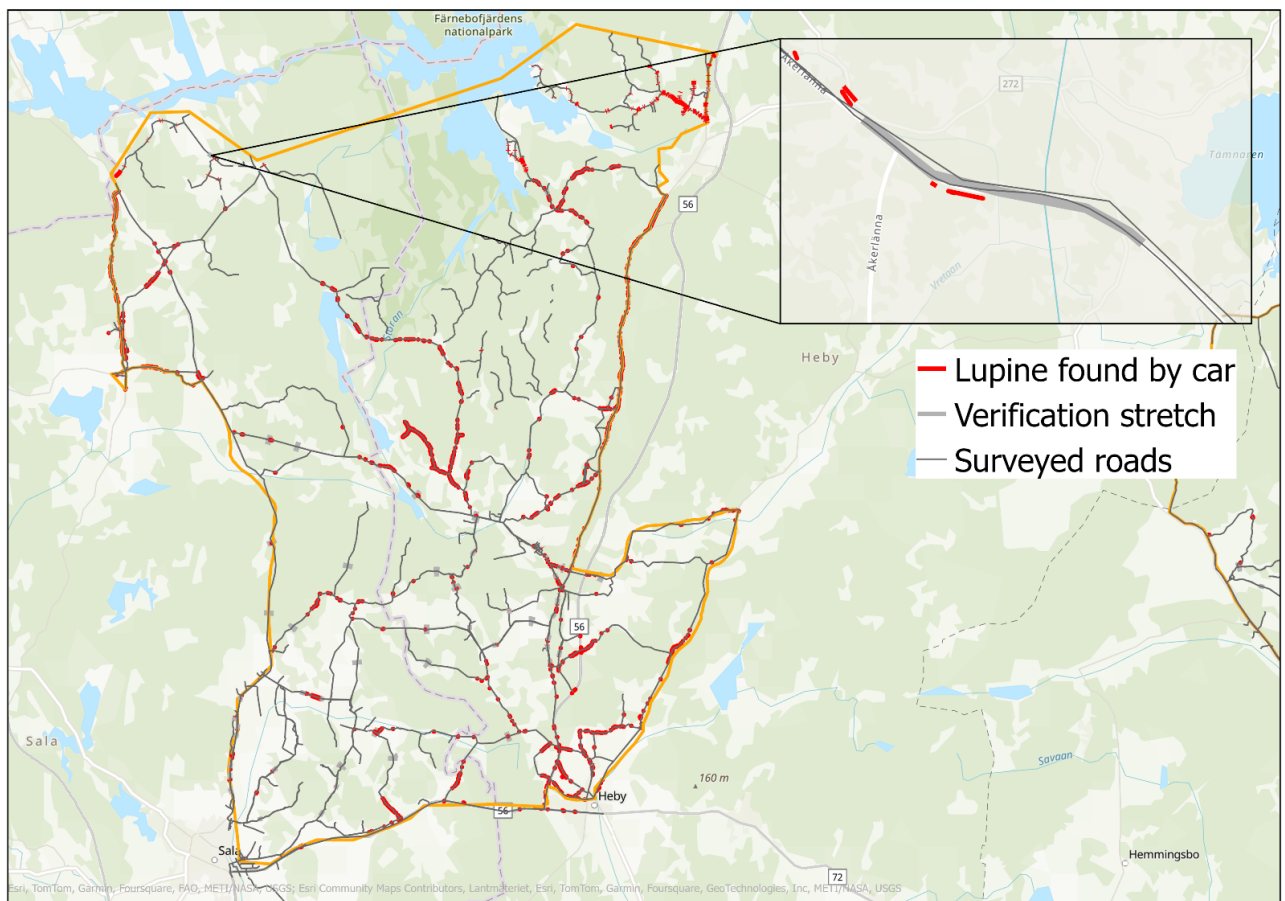 Färnebofjärdens
nationalpark
Åkerlänna
272
Tämnaren
Åkerlänna
Vretaån
56
Heby
Lupine found by car
Verification stretch
Surveyed roads
56
Sala
Savaån
160 m
Heby
56
Sala
Hemmingsbo
72
Esri, TomTom, Garmin, Foursquare, FAO, METI/NASA, USGS; Esri Community Maps Contributors, Lantmäteriet, Esri, TomTom, Garmin, Foursquare, GeoTechnologies, Inc, METI/NASA, USGS